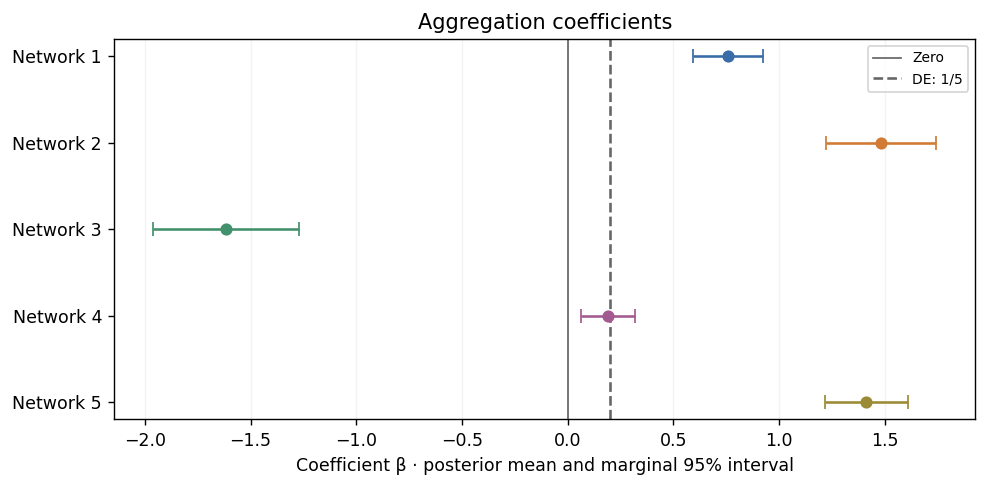 Aggregation coefficients
Network 1
Network 2
Network 3
Network 4
Network 5
Zero
DE: 1/5
−2.0 −1.5 −1.0 −0.5 0.0 0.5 1.0 1.5
Coefficient β · posterior mean and marginal 95% interval